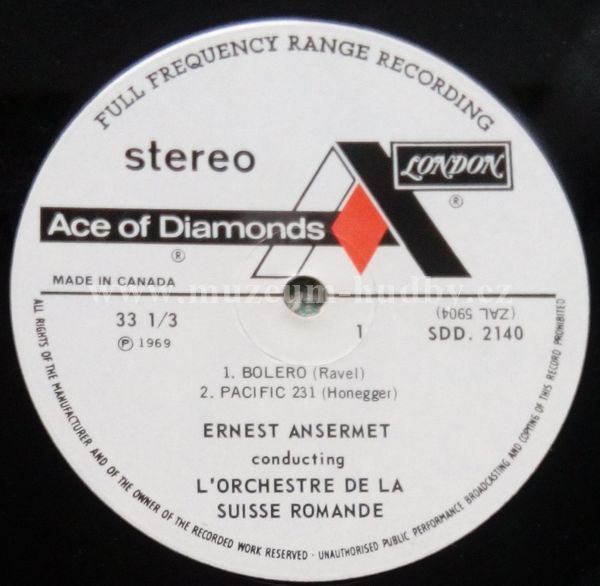 FULL FREQUENCY RANGE RECORDING
stereo
LONDON
®
Ace of Diamonds
®
MADE IN CANADA
www.muzeum-hudby.cz
33 1/3
℗ 1969
1
(ZAL 5904)
SDD. 2140
1. BOLERO (Ravel)
2. PACIFIC 231 (Honegger)
ERNEST ANSERMET
conducting
L'ORCHESTRE DE LA
SUISSE ROMANDE
ALL RIGHTS OF THE MANUFACTURER AND OF THE OWNER OF THE RECORDED WORK RESERVED · UNAUTHORISED PUBLIC PERFORMANCE BROADCASTING AND COPYING OF THIS RECORD PROHIBITED